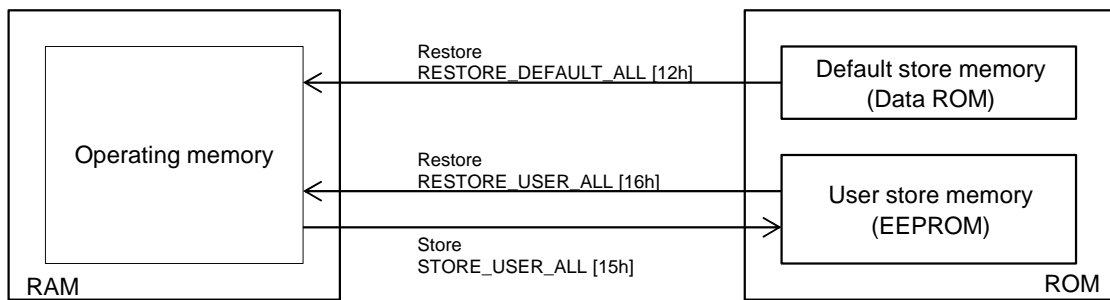 Restore
RESTORE_DEFAULT_ALL [12h]
Default store memory
(Data ROM)
Operating memory
Restore
RESTORE_USER_ALL [16h]
User store memory
(EEPROM)
Store
STORE_USER_ALL [15h]
RAM
ROM